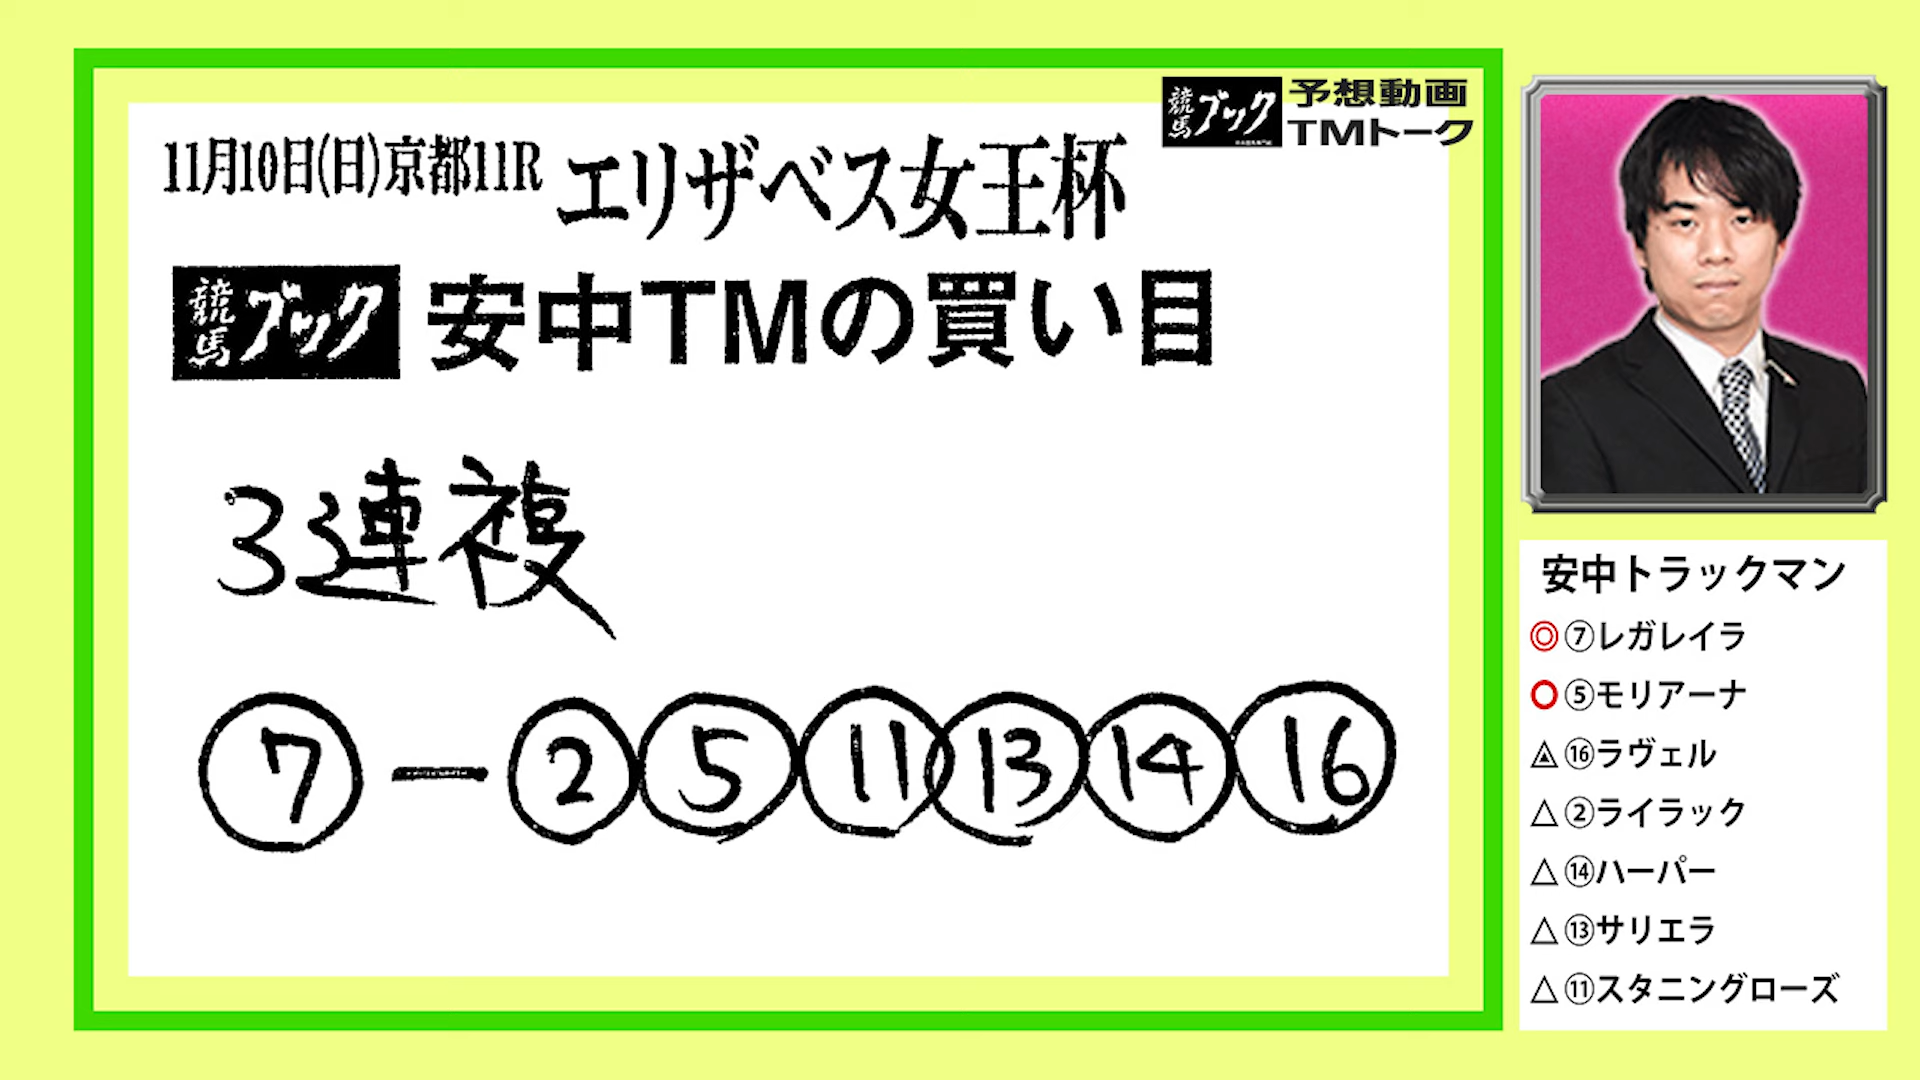 競馬ブック 予想動画
TMトーク
11月10日(日)京都11R エリザベス女王杯
競馬ブック 安中TMの買い目
3連複
⑦ー②⑤⑪⑬⑭⑯
安中トラックマン
◎⑦レガレイラ
○⑤モリアーナ
▲⑯ラヴェル
△②ライラック
△⑭ハーパー
△⑬サリエラ
△⑪スタニングローズ